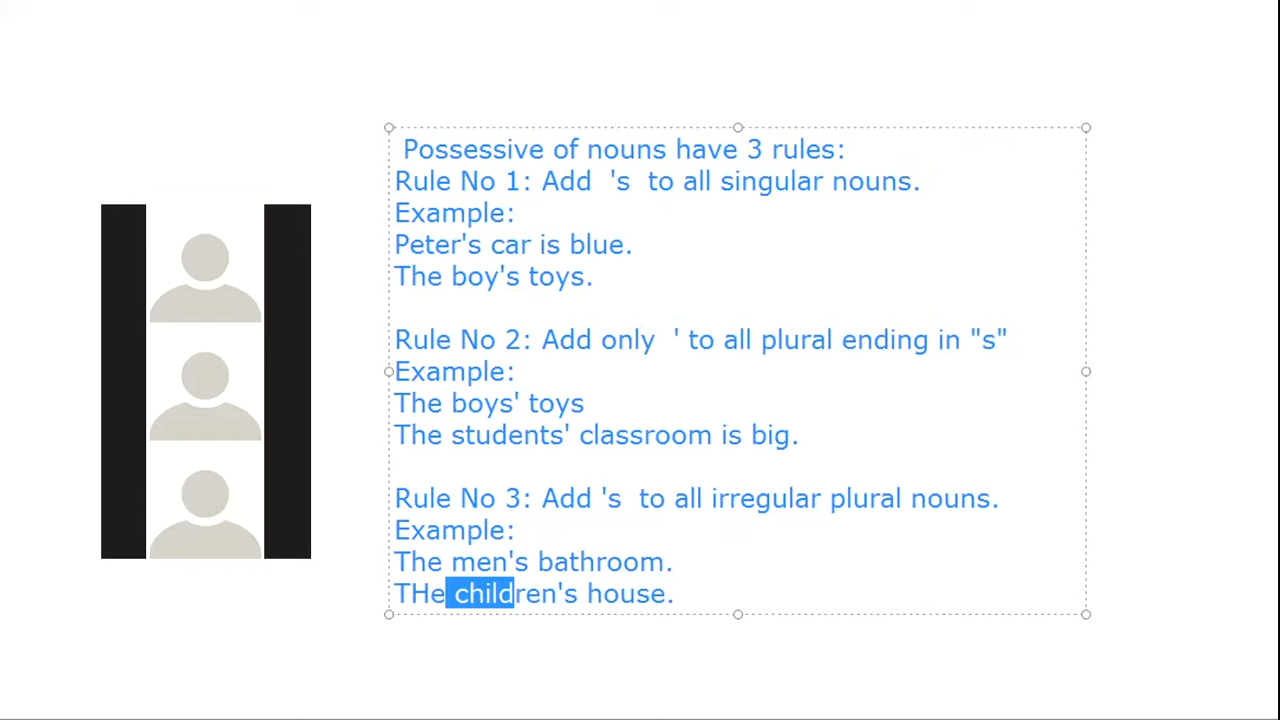 Possessive of nouns have 3 rules:
Rule No 1: Add  's  to all singular nouns.
Example:
Peter's car is blue.
The boy's toys.
Rule No 2: Add only  ' to all plural ending in "s"
Example:
The boys' toys
The students' classroom is big.
Rule No 3: Add 's  to all irregular plural nouns.
Example:
The men's bathroom.
THe children's house.